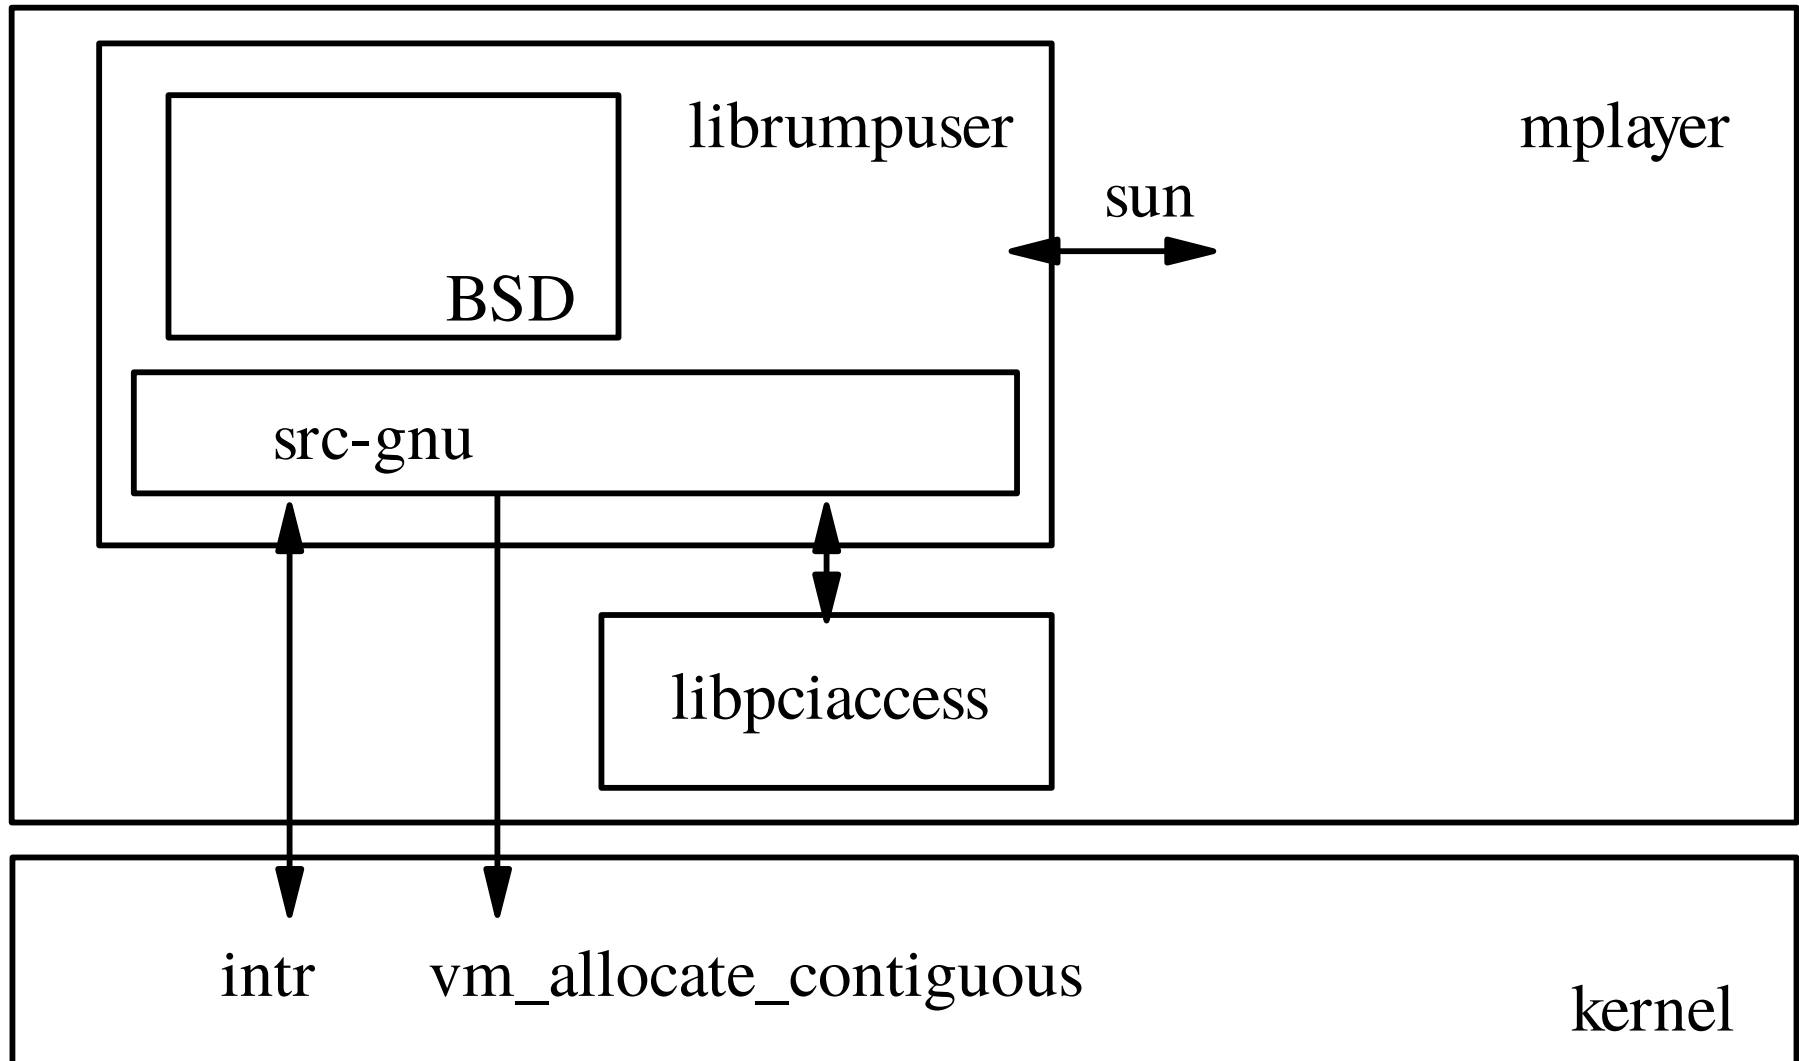 librumpuser
mplayer
sun
BSD
src-gnu
libpciaccess
intr
vm_allocate_contiguous
kernel